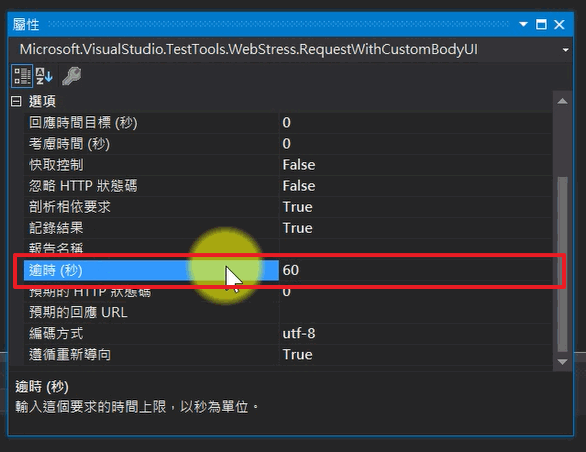 屬性
Microsoft.VisualStudio.TestTools.WebStress.RequestWithCustomBodyUI
選項
回應時間目標 (秒) 0
考慮時間 (秒) 0
快取控制 False
忽略 HTTP 狀態碼 False
剖析相依要求 True
記錄結果 True
報告名稱
逾時 (秒) 60
預期的 HTTP 狀態碼 0
預期的回應 URL
編碼方式 utf-8
遵循重新導向 True
逾時 (秒)
輸入這個要求的時間上限，以秒為單位。